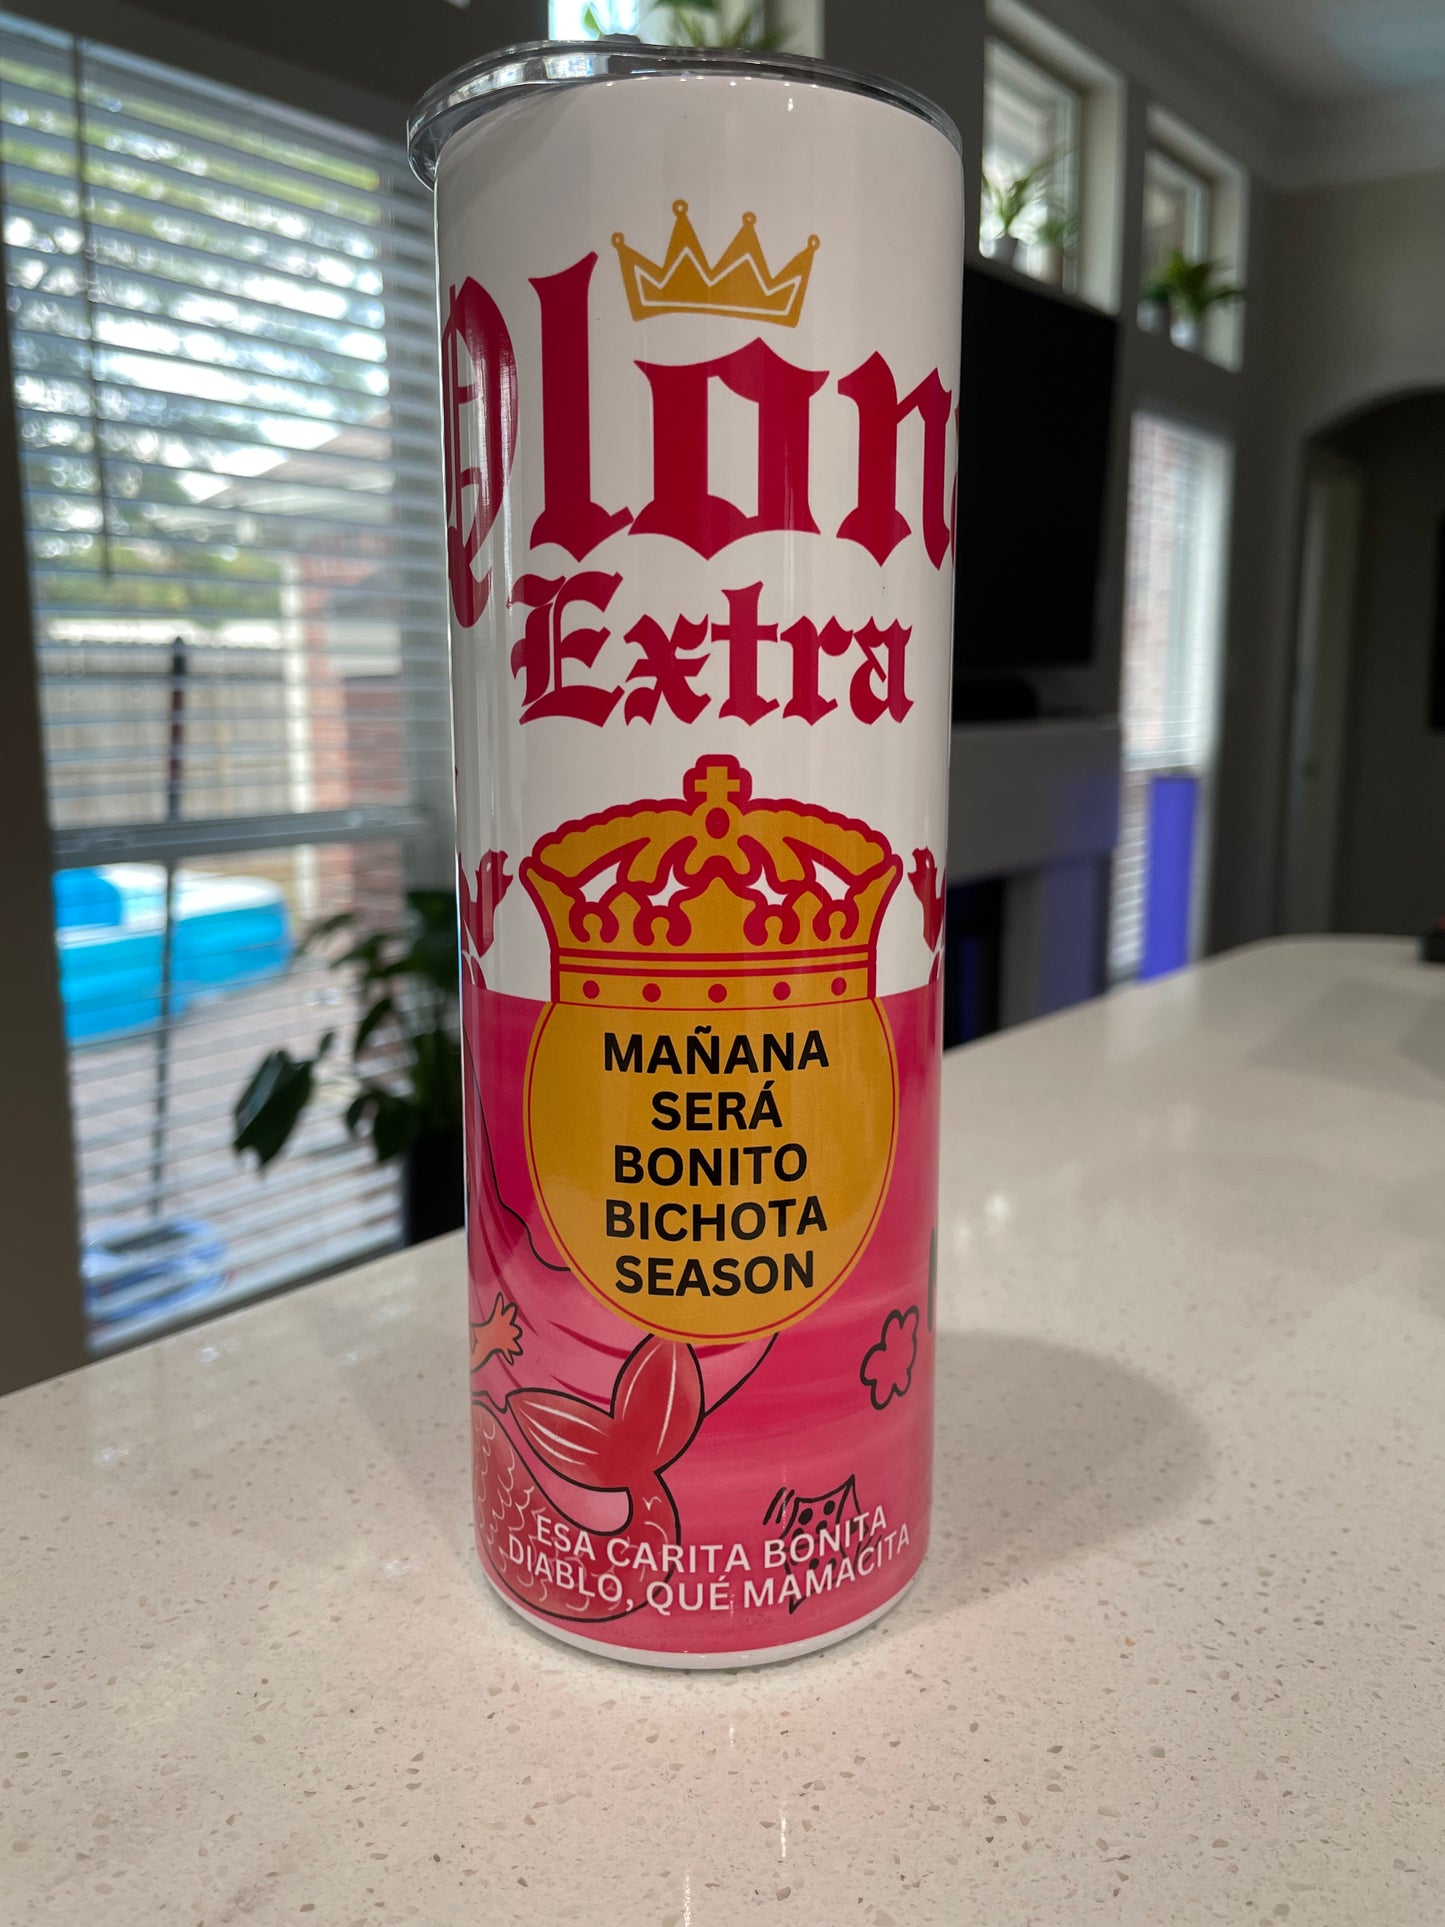 Extra
MAÑANA
SERÁ
BONITO
BICHOTA
SEASON
ESA CARITA BONITA
DIABLO, QUÉ MAMACITA